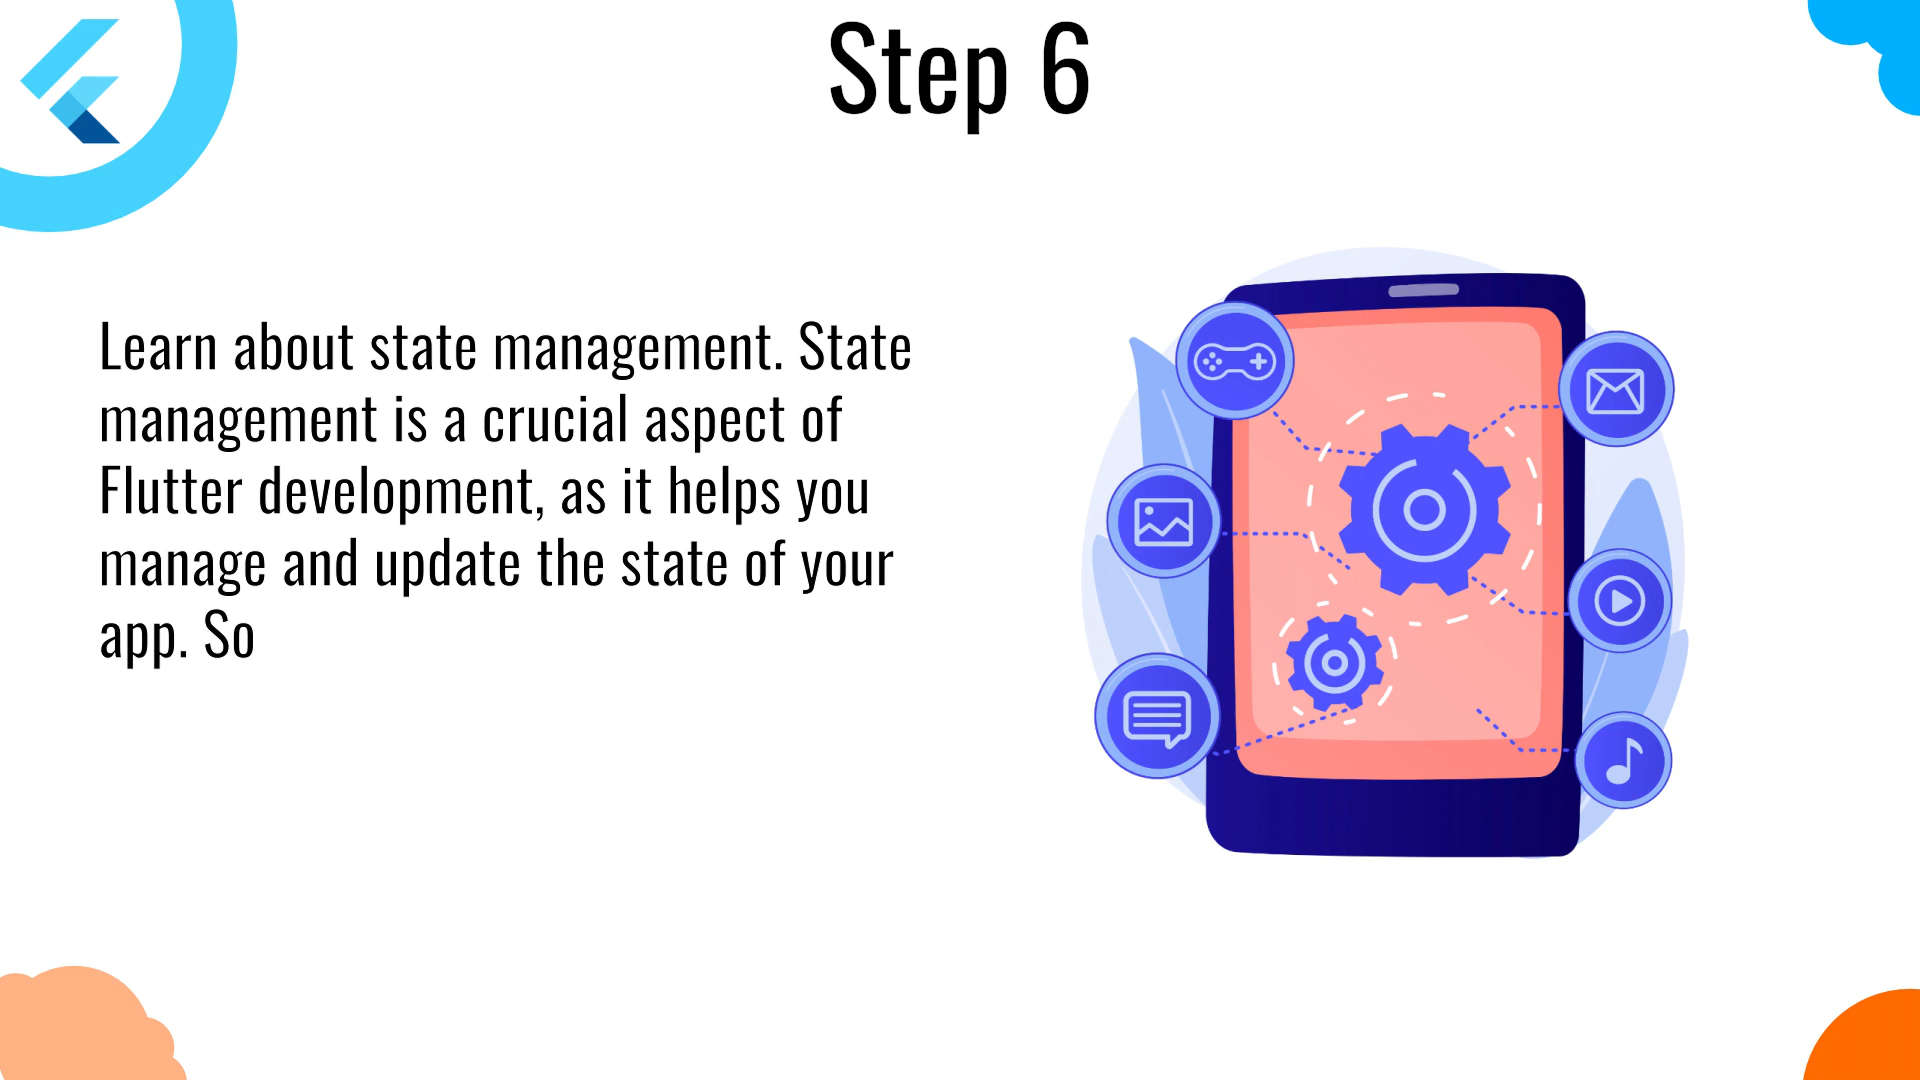 Step 6
Learn about state management. State
management is a crucial aspect of
Flutter development, as it helps you
manage and update the state of your
app. So